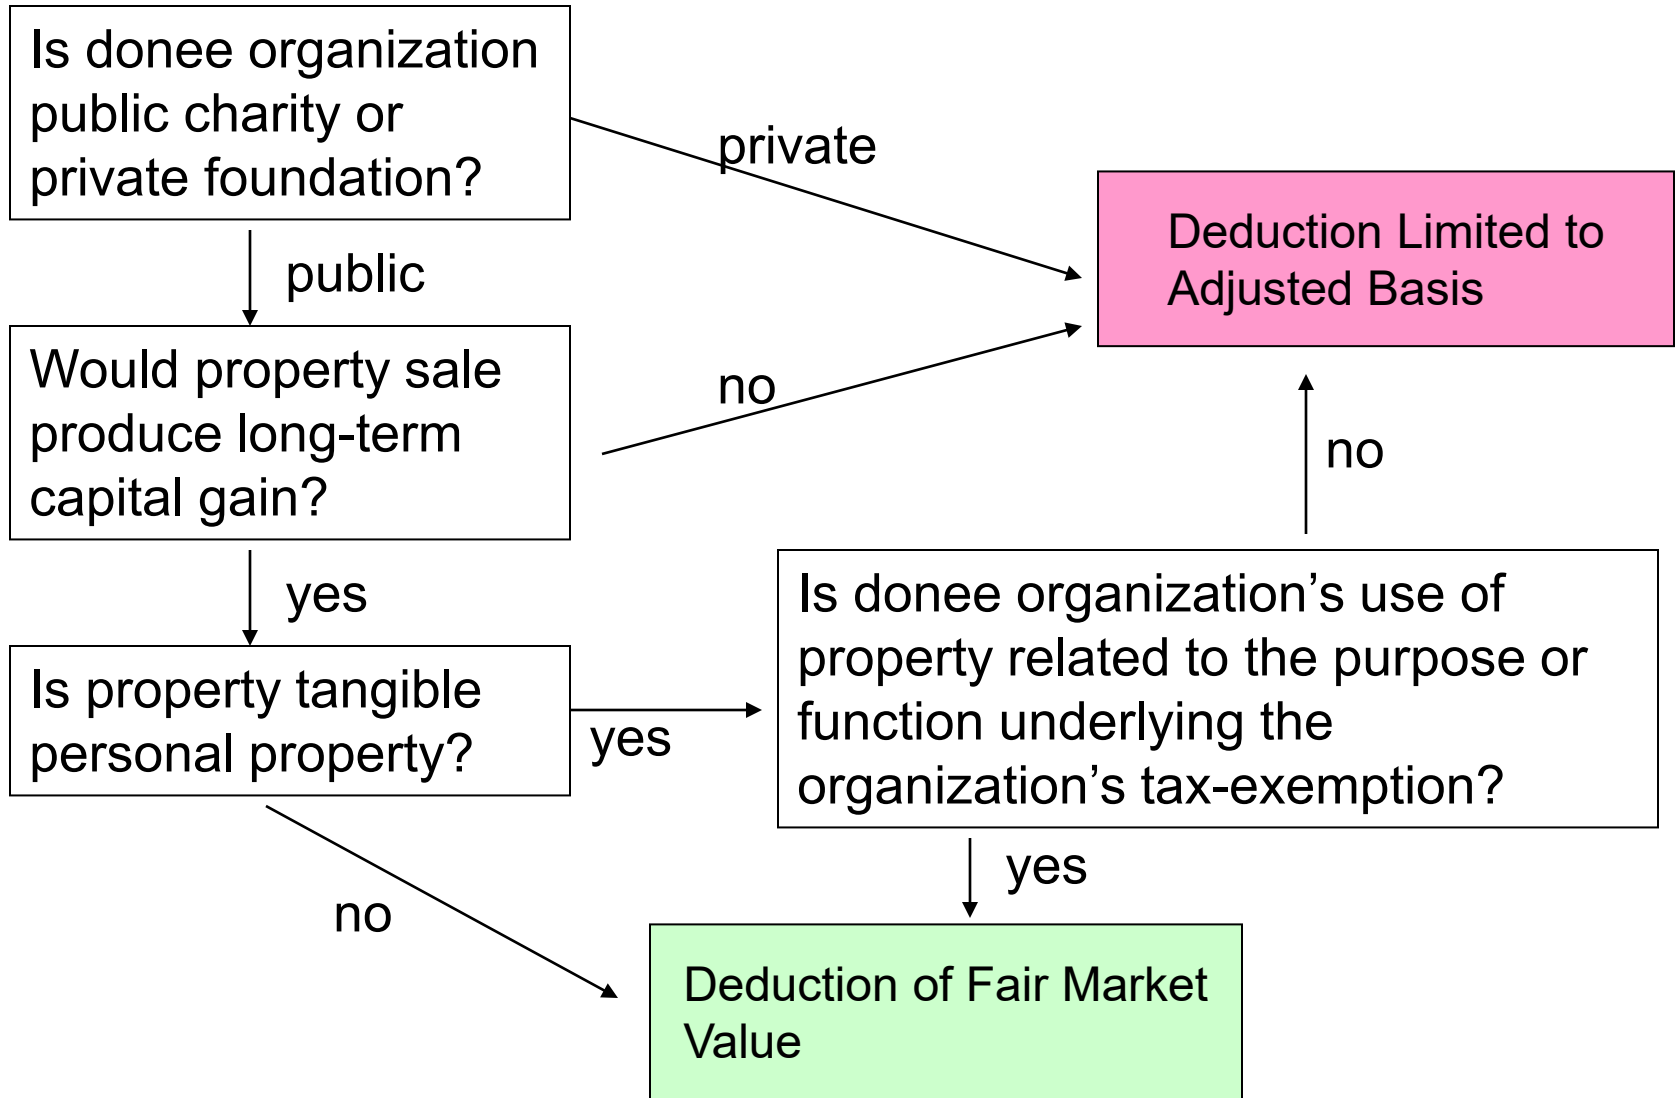 Is donee organization
public charity or
private foundation?
private
Deduction Limited to
Adjusted Basis
public
Would property sale
produce long-term
capital gain?
no
no
yes
Is donee organization’s use of
property related to the purpose or
function underlying the
organization’s tax-exemption?
Is property tangible
personal property?
yes
yes
no
Deduction of Fair Market
Value